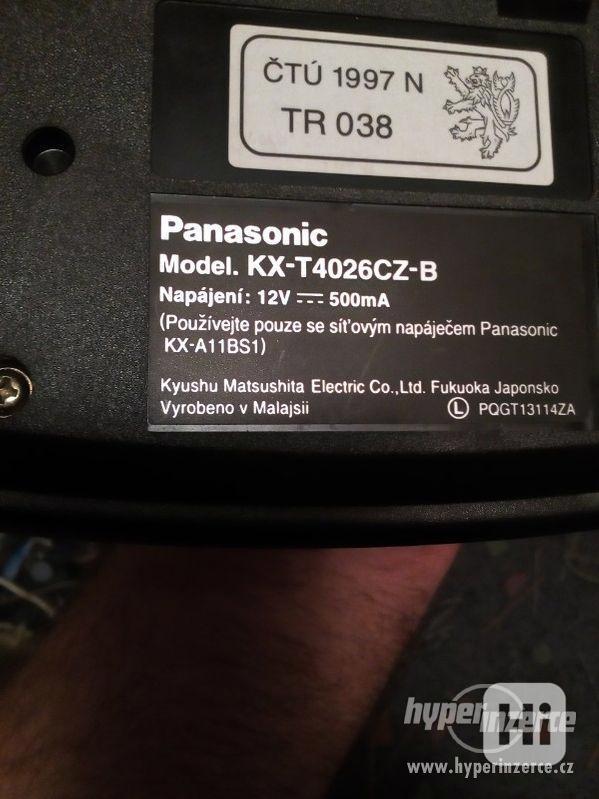 ČTÚ 1997 N
TR 038
Panasonic
Model. KX-T4026CZ-B
Napájení: 12V ⎓ 500mA
(Používejte pouze se síťovým napáječem Panasonic
KX-A11BS1)
Kyushu Matsushita Electric Co.,Ltd. Fukuoka Japonsko
Vyrobeno v Malajsii Ⓛ PQGT13114ZA
hyperinzerce
www.hyperinzerce.cz